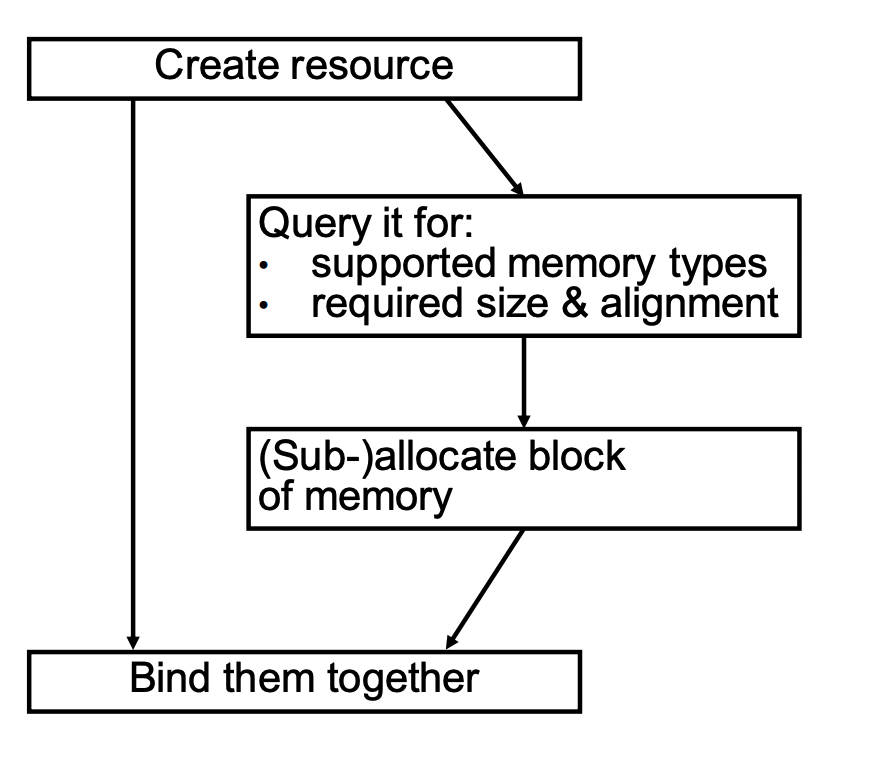 Create resource
Query it for:
• supported memory types
• required size & alignment
(Sub-)allocate block
of memory
Bind them together